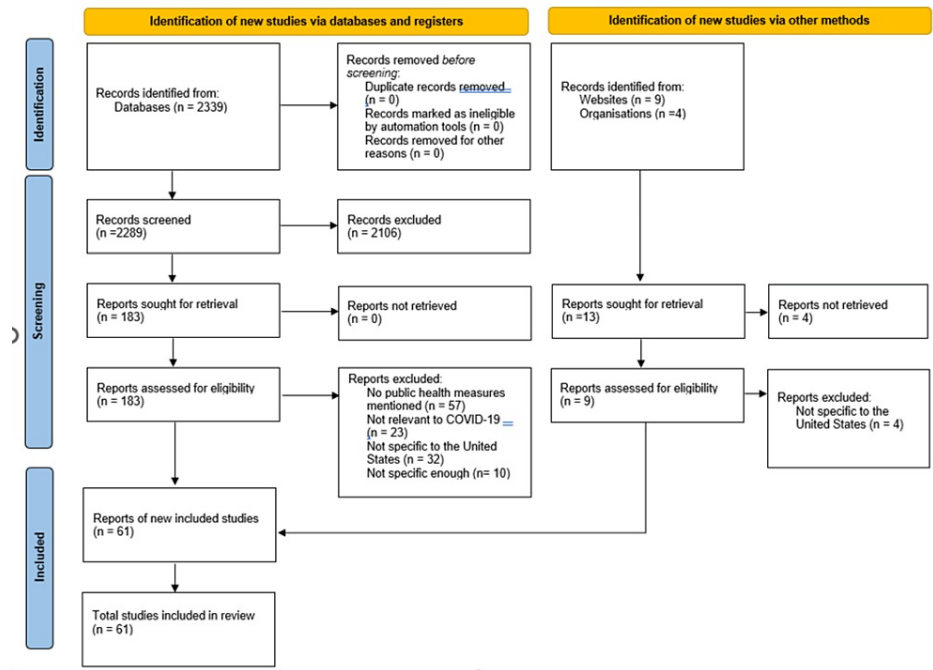 Identification of new studies via databases and registers
Identification of new studies via other methods
Identification
Records identified from:
Databases (n = 2339)
Records removed before
screening:
Duplicate records removed
(n = 0)
Records marked as ineligible
by automation tools (n = 0)
Records removed for other
reasons (n = 0)
Records identified from:
Websites (n = 9)
Organisations (n =4)
Screening
Records screened
(n =2289)
Records excluded
(n = 2106)
Reports sought for retrieval
(n = 183)
Reports not retrieved
(n = 0)
Reports sought for retrieval
(n =13)
Reports not retrieved
(n = 4)
Reports assessed for eligibility
(n = 183)
Reports excluded:
No public health measures
mentioned (n = 57)
Not relevant to COVID-19
(n = 23)
Not specific to the United
States (n = 32)
Not specific enough (n= 10)
Reports assessed for eligibility
(n = 9)
Reports excluded:
Not specific to the
United States (n = 4)
Included
Reports of new included studies
(n = 61)
Total studies included in review
(n = 61)